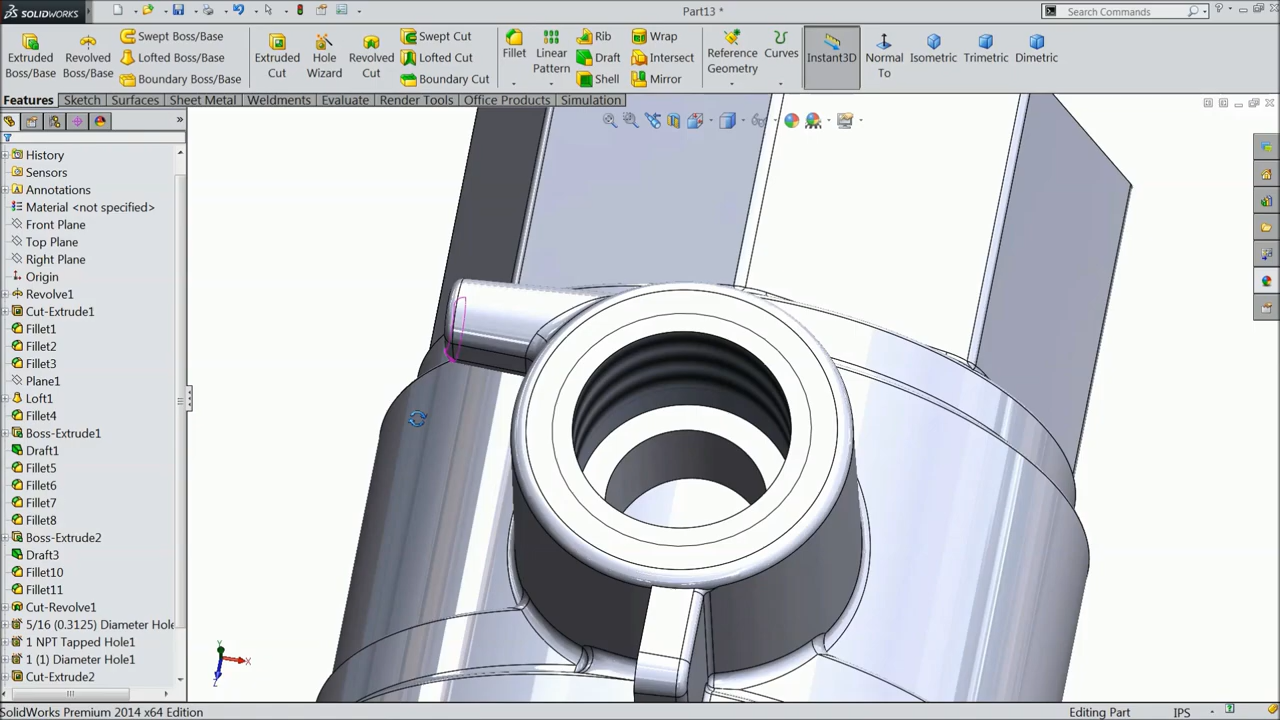 SOLIDWORKS
Part13 *
Search Commands
Extruded Boss/Base
Revolved Boss/Base
Swept Boss/Base
Lofted Boss/Base
Boundary Boss/Base
Extruded Cut
Hole Wizard
Revolved Cut
Swept Cut
Lofted Cut
Boundary Cut
Fillet
Linear Pattern
Rib
Draft
Shell
Wrap
Intersect
Mirror
Reference Geometry
Curves
Instant3D
Normal To
Isometric
Trimetric
Dimetric
Features Sketch Surfaces Sheet Metal Weldments Evaluate Render Tools Office Products Simulation
History
Sensors
Annotations
Material <not specified>
Front Plane
Top Plane
Right Plane
Origin
Revolve1
Cut-Extrude1
Fillet1
Fillet2
Fillet3
Plane1
Loft1
Fillet4
Boss-Extrude1
Draft1
Fillet5
Fillet6
Fillet7
Fillet8
Boss-Extrude2
Draft3
Fillet10
Fillet11
Cut-Revolve1
5/16 (0.3125) Diameter Hole
1 NPT Tapped Hole1
1 (1) Diameter Hole1
Cut-Extrude2
Y
X
Z
SolidWorks Premium 2014 x64 Edition
Editing Part
IPS